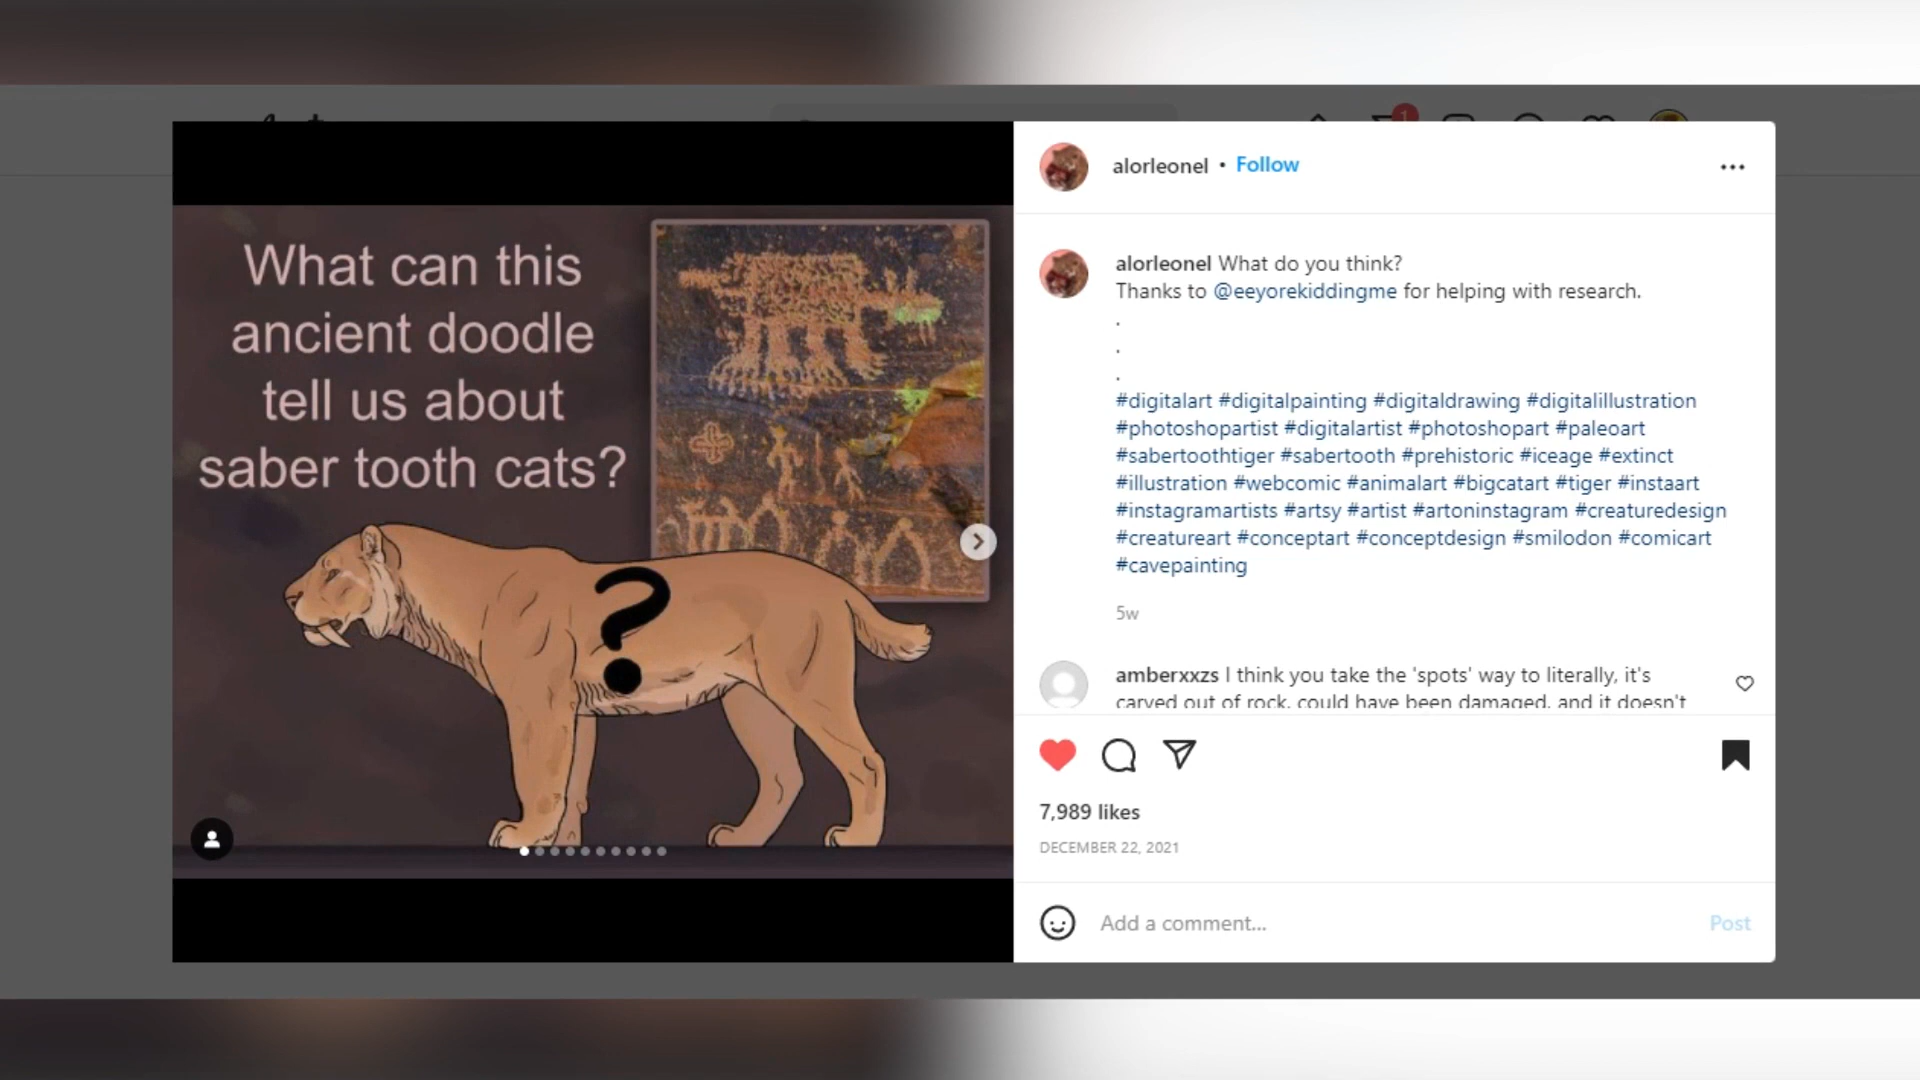 What can this
ancient doodle
tell us about
saber tooth cats?
?
1
alorleonel • Follow
alorleonel What do you think?
Thanks to @eeyorekiddingme for helping with research.
.
.
.
#digitalart #digitalpainting #digitaldrawing #digitalillustration
#photoshopartist #digitalartist #photoshopart #paleoart
#sabertoothtiger #sabertooth #prehistoric #iceage #extinct
#illustration #webcomic #animalart #bigcatart #tiger #instaart
#instagramartists #artsy #artist #artoninstagram #creaturedesign
#creatureart #conceptart #conceptdesign #smilodon #comicart
#cavepainting
5w
amberxxzs I think you take the 'spots' way to literally, it's
carved out of rock, could have been damaged, and it doesn't
7,989 likes
DECEMBER 22, 2021
Add a comment...
Post